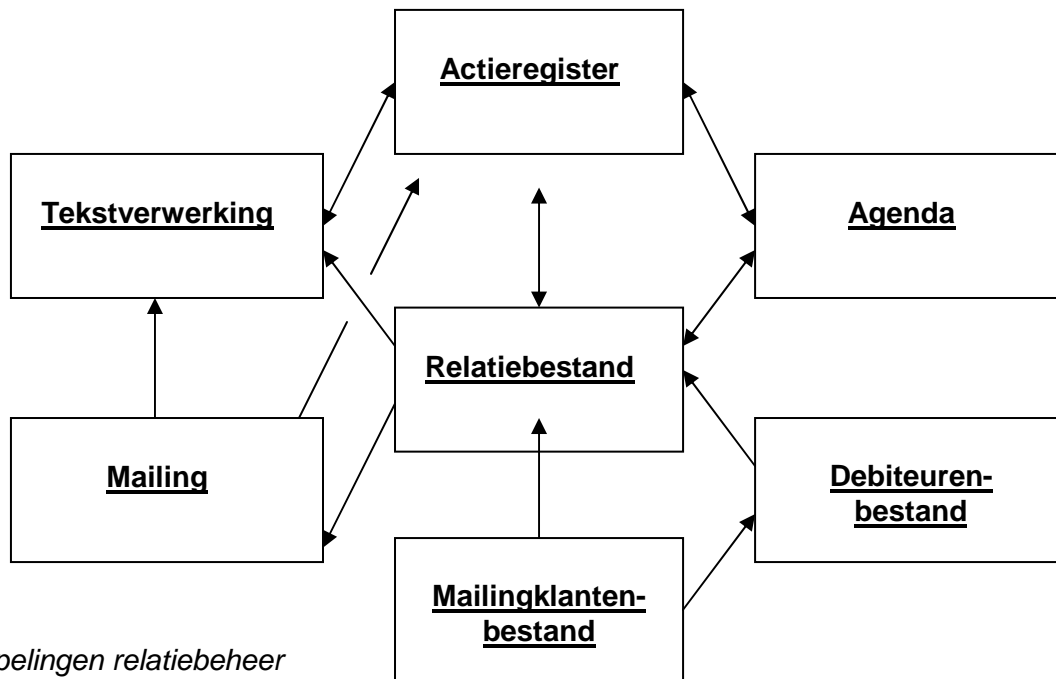 Actieregister
Tekstverwerking
Agenda
Relatiebestand
Mailing
Debiteuren-
bestand
Mailingklanten-
bestand
pelingen relatiebeheer